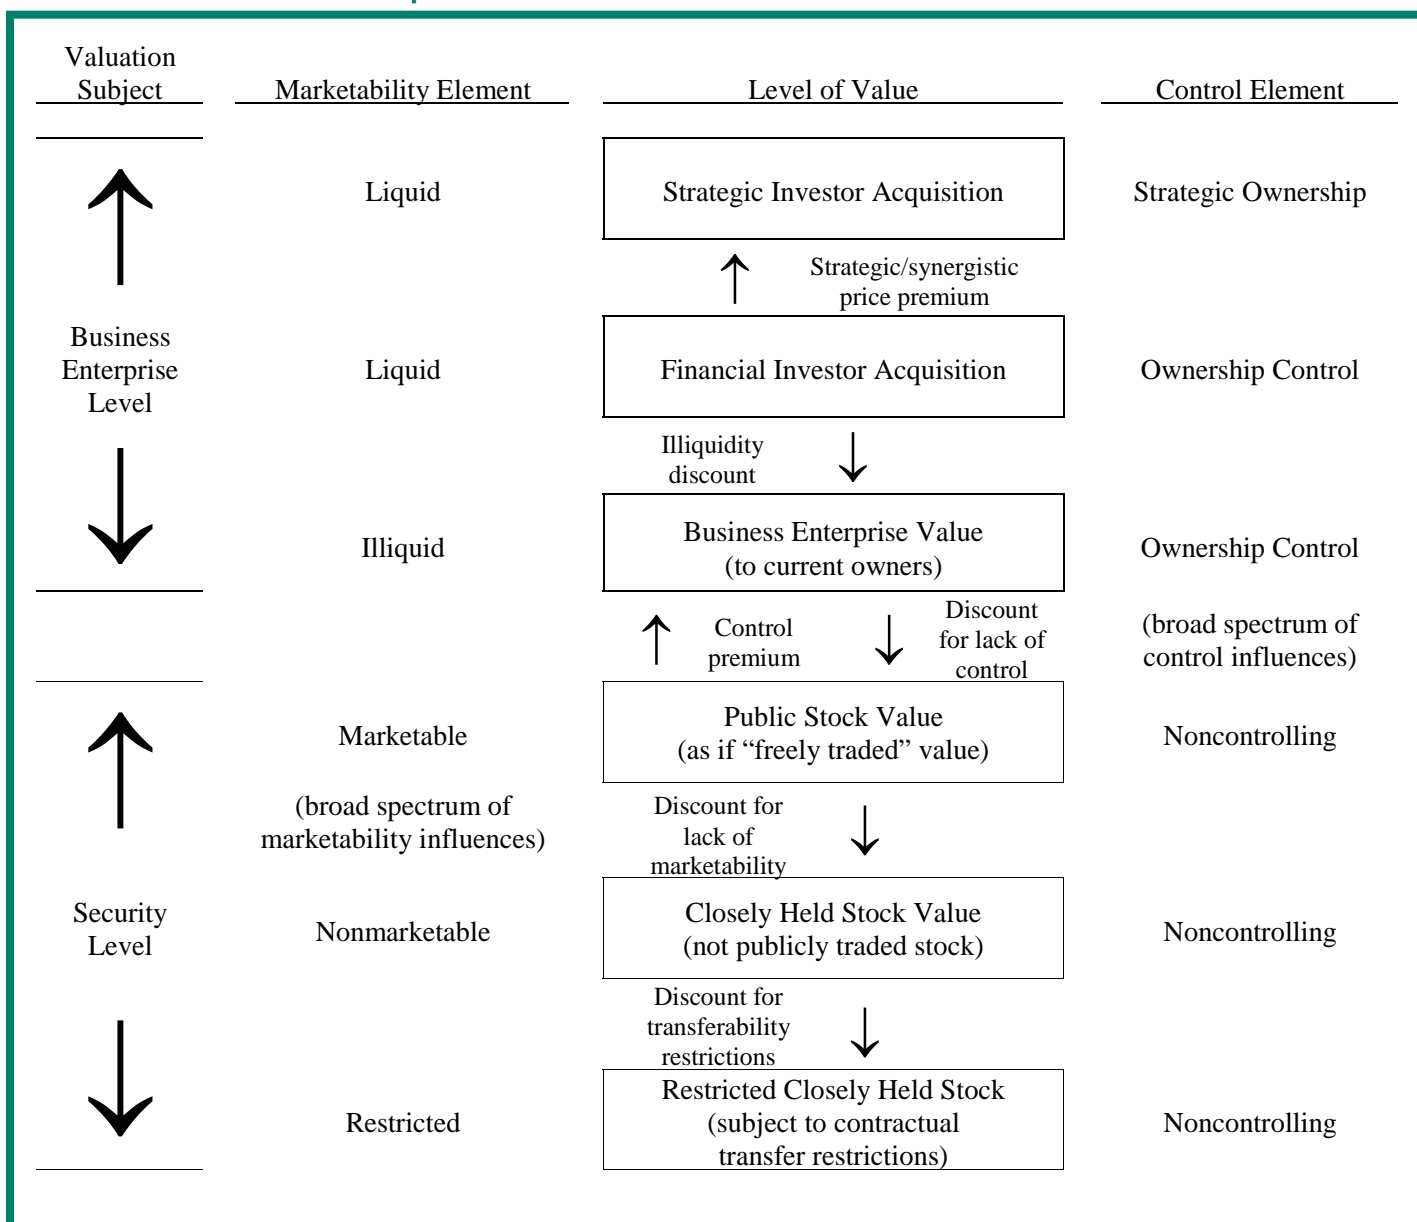 Valuation
Subject
Marketability Element
Level of Value
Control Element
Liquid
Strategic Investor Acquisition
Strategic Ownership
Strategic/synergistic
price premium
Business
Enterprise
Level
Liquid
Financial Investor Acquisition
Ownership Control
Illiquidity
discount
Illiquid
Business Enterprise Value
(to current owners)
Ownership Control
Control
premium
Discount
for lack of
control
(broad spectrum of
control influences)
Marketable
Public Stock Value
(as if “freely traded” value)
Noncontrolling
(broad spectrum of
marketability influences)
Discount for
lack of
marketability
Security
Level
Nonmarketable
Closely Held Stock Value
(not publicly traded stock)
Noncontrolling
Discount for
transferability
restrictions
Restricted
Restricted Closely Held Stock
(subject to contractual
transfer restrictions)
Noncontrolling